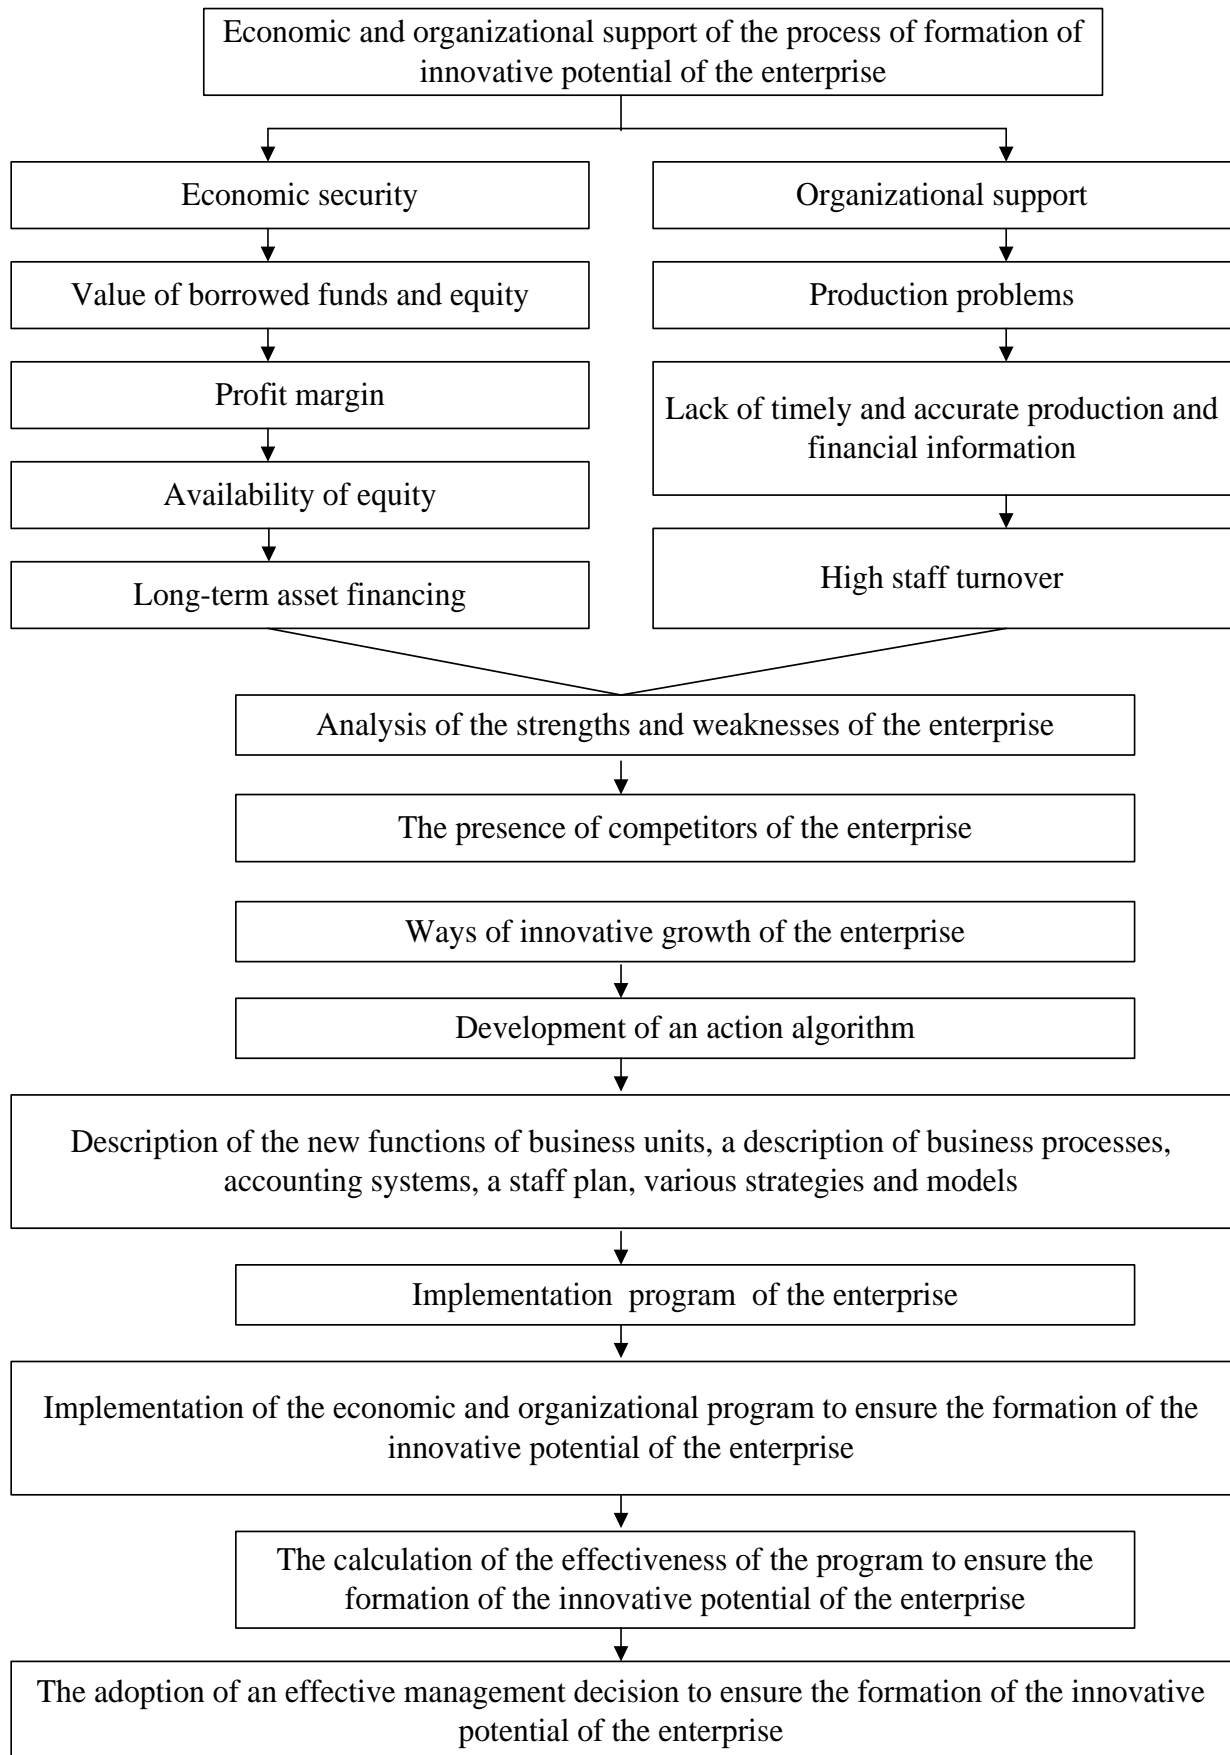 Economic and organizational support of the process of formation of
innovative potential of the enterprise
Economic security
Organizational support
Value of borrowed funds and equity
Production problems
Profit margin
Lack of timely and accurate production and
financial information
Availability of equity
Long-term asset financing
High staff turnover
Analysis of the strengths and weaknesses of the enterprise
The presence of competitors of the enterprise
Ways of innovative growth of the enterprise
Development of an action algorithm
Description of the new functions of business units, a description of business processes,
accounting systems, a staff plan, various strategies and models
Implementation program of the enterprise
Implementation of the economic and organizational program to ensure the formation of the
innovative potential of the enterprise
The calculation of the effectiveness of the program to ensure the
formation of the innovative potential of the enterprise
The adoption of an effective management decision to ensure the formation of the innovative
potential of the enterprise